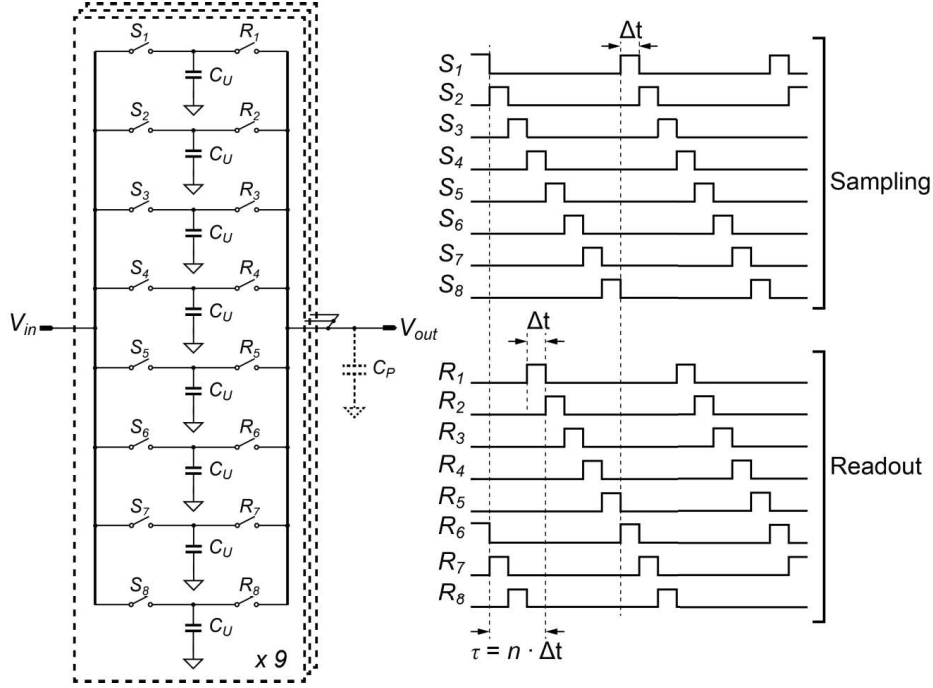 S1 R1
CU
S2 R2
CU
S3 R3
CU
S4 R4
CU
Vin Vout
S5 R5
CP
CU
S6 R6
CU
S7 R7
CU
S8 R8
CU
x 9
Δt
S1
S2
S3
S4
S5
S6
S7
S8
Sampling
Δt
R1
R2
R3
R4
R5
R6
R7
R8
Readout
τ = n · Δt